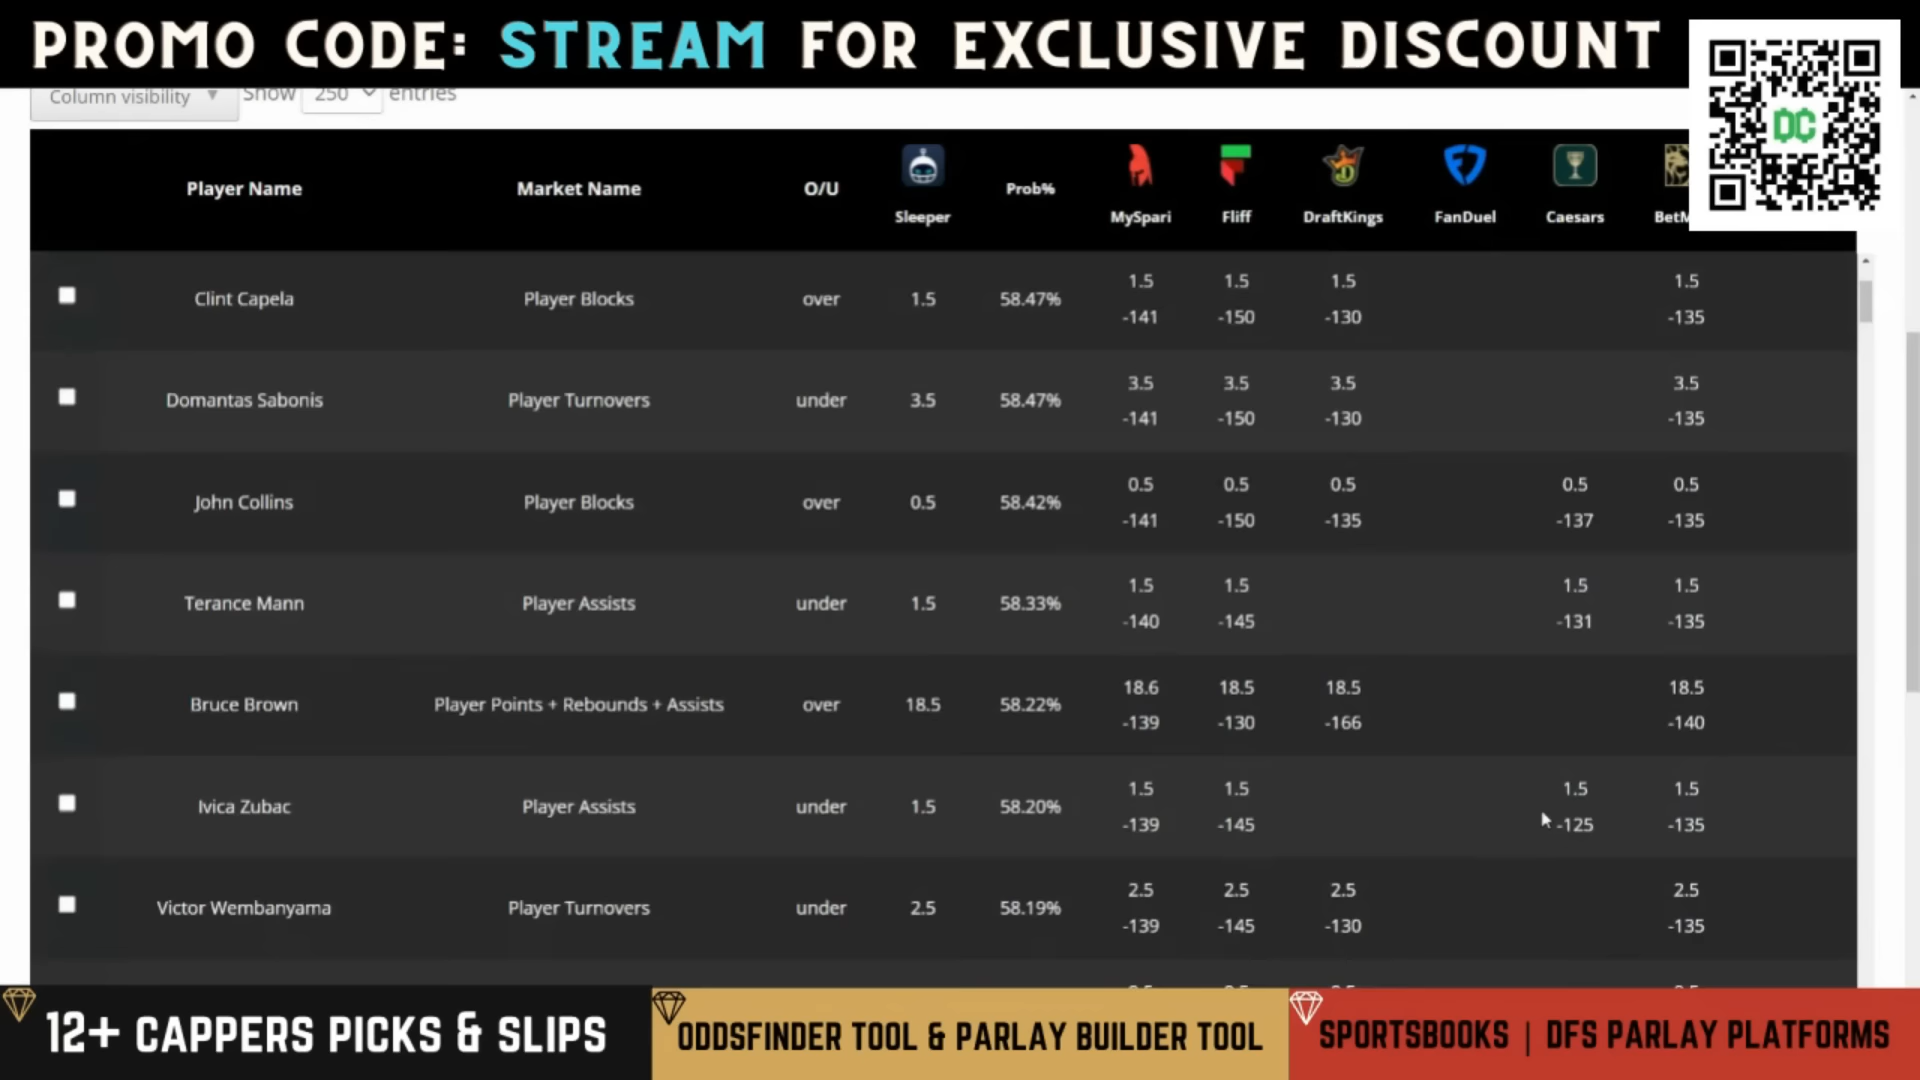 PROMO CODE: STREAM FOR EXCLUSIVE DISCOUNT
DC
Column visibility ▼ Show 250 entries
Player Name Market Name O/U Sleeper Prob% MySpari Fliff DraftKings FanDuel Caesars BetM
Clint Capela Player Blocks over 1.5 58.47% 1.5 1.5 1.5 1.5
-141 -150 -130 -135
Domantas Sabonis Player Turnovers under 3.5 58.47% 3.5 3.5 3.5 3.5
-141 -150 -130 -135
John Collins Player Blocks over 0.5 58.42% 0.5 0.5 0.5 0.5 0.5
-141 -150 -135 -137 -135
Terance Mann Player Assists under 1.5 58.33% 1.5 1.5 1.5 1.5
-140 -145 -131 -135
Bruce Brown Player Points + Rebounds + Assists over 18.5 58.22% 18.6 18.5 18.5 18.5
-139 -130 -166 -140
Ivica Zubac Player Assists under 1.5 58.20% 1.5 1.5 1.5 1.5
-139 -145 -125 -135
Victor Wembanyama Player Turnovers under 2.5 58.19% 2.5 2.5 2.5 2.5
-139 -145 -130 -135
12+ CAPPERS PICKS & SLIPS
ODDSFINDER TOOL & PARLAY BUILDER TOOL
SPORTSBOOKS | DFS PARLAY PLATFORMS